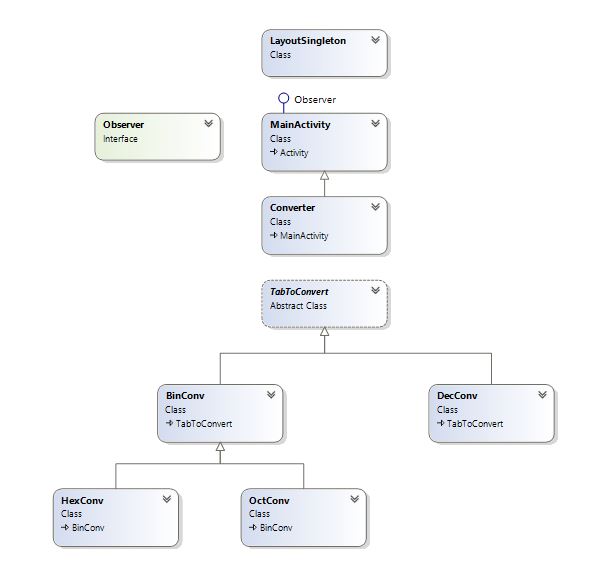 LayoutSingleton
Class
Observer
Observer
Interface
MainActivity
Class
Activity
Converter
Class
MainActivity
TabToConvert
Abstract Class
BinConv
Class
TabToConvert
DecConv
Class
TabToConvert
HexConv
Class
BinConv
OctConv
Class
BinConv